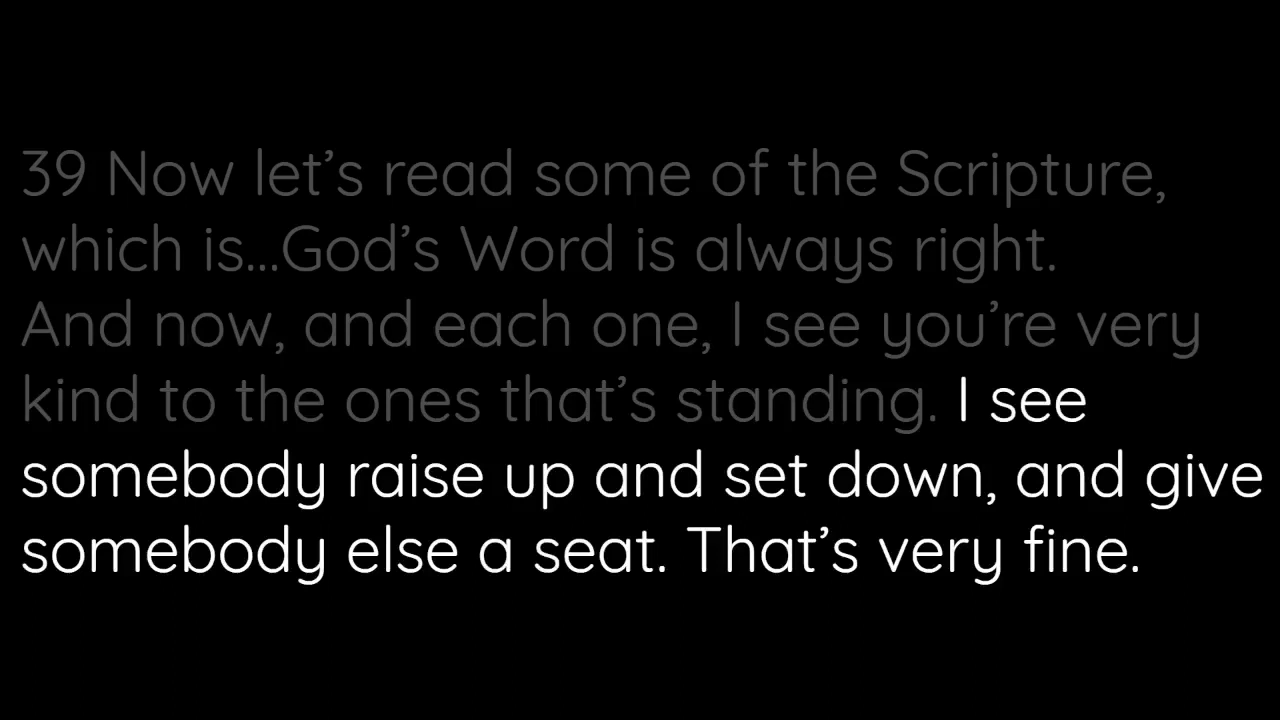 39 Now let’s read some of the Scripture,
which is...God’s Word is always right.
And now, and each one, I see you’re very
kind to the ones that’s standing. I see
somebody raise up and set down, and give
somebody else a seat. That’s very fine.